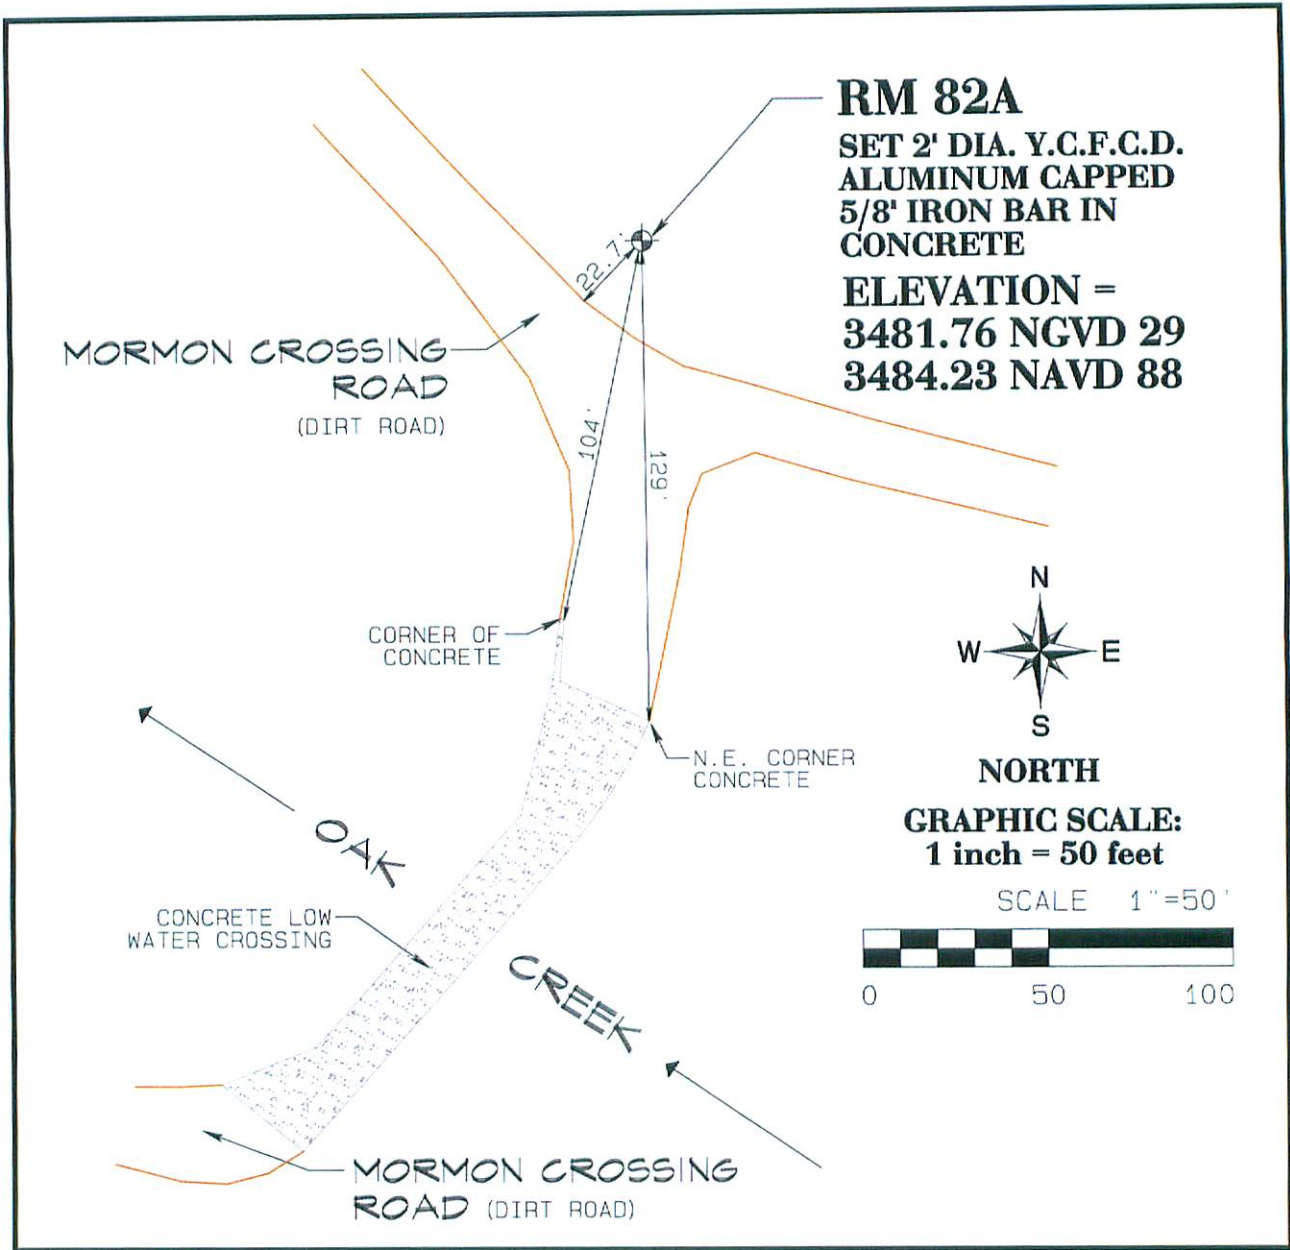 RM 82A
SET 2' DIA. Y.C.F.C.D.
ALUMINUM CAPPED
5/8' IRON BAR IN
CONCRETE
ELEVATION =
3481.76 NGVD 29
3484.23 NAVD 88
22.7'
MORMON CROSSING
ROAD
(DIRT ROAD)
104'
129'
CORNER OF
CONCRETE
N.E. CORNER
CONCRETE
N
W
E
S
NORTH
GRAPHIC SCALE:
1 inch = 50 feet
SCALE 1"=50'
0 50 100
OAK
CREEK
CONCRETE LOW
WATER CROSSING
MORMON CROSSING
ROAD (DIRT ROAD)